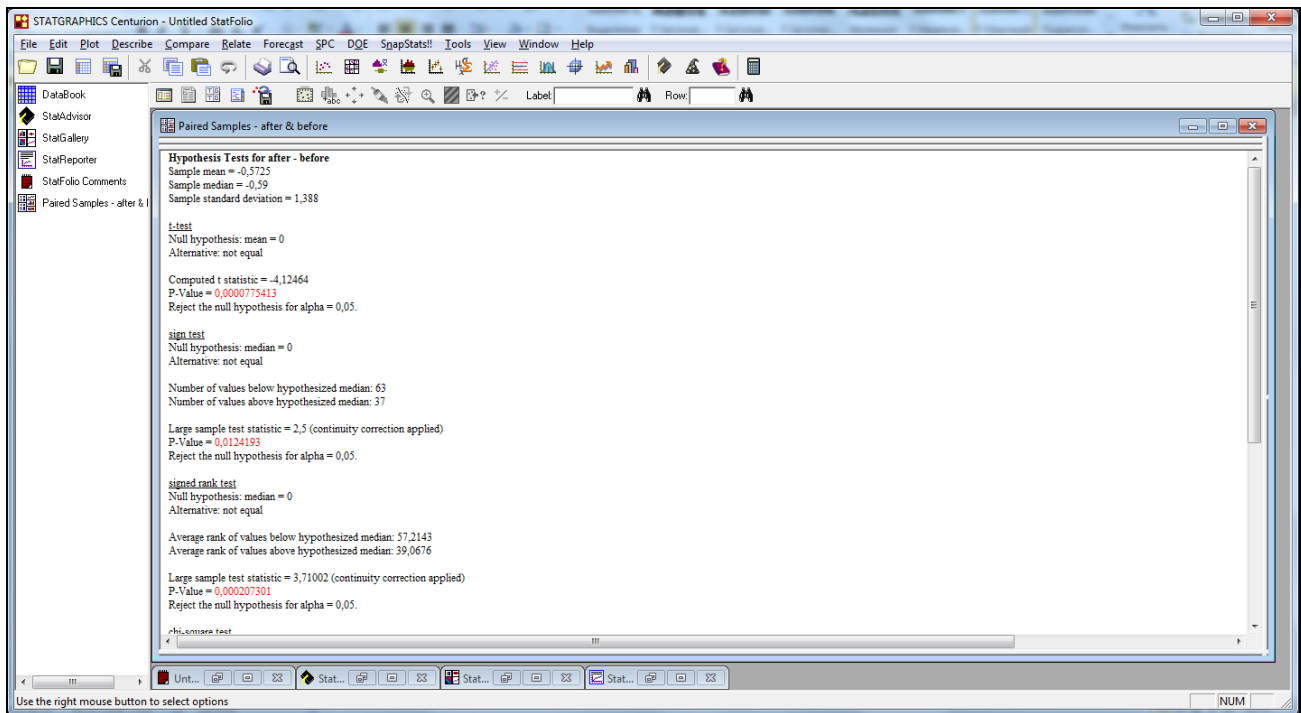 STATGRAPHICS Centurion - Untitled StatFolio
File Edit Plot Describe Compare Relate Forecast SPC DOE SnapStats!! Tools View Window Help
Label: Row:
DataBook
StatAdvisor
StatGallery
StatReporter
StatFolio Comments
Paired Samples - after &
Paired Samples - after & before
Hypothesis Tests for after - before
Sample mean = -0,5725
Sample median = -0,59
Sample standard deviation = 1,388
t-test
Null hypothesis: mean = 0
Alternative: not equal
Computed t statistic = -4,12464
P-Value = 0,0000775413
Reject the null hypothesis for alpha = 0,05.
sign test
Null hypothesis: median = 0
Alternative: not equal
Number of values below hypothesized median: 63
Number of values above hypothesized median: 37
Large sample test statistic = 2,5 (continuity correction applied)
P-Value = 0,0124193
Reject the null hypothesis for alpha = 0,05.
signed rank test
Null hypothesis: median = 0
Alternative: not equal
Average rank of values below hypothesized median: 57,2143
Average rank of values above hypothesized median: 39,0676
Large sample test statistic = 3,71002 (continuity correction applied)
P-Value = 0,000207301
Reject the null hypothesis for alpha = 0,05.
chi-square test
Unt... Stat... Stat... Stat...
Use the right mouse button to select options
NUM